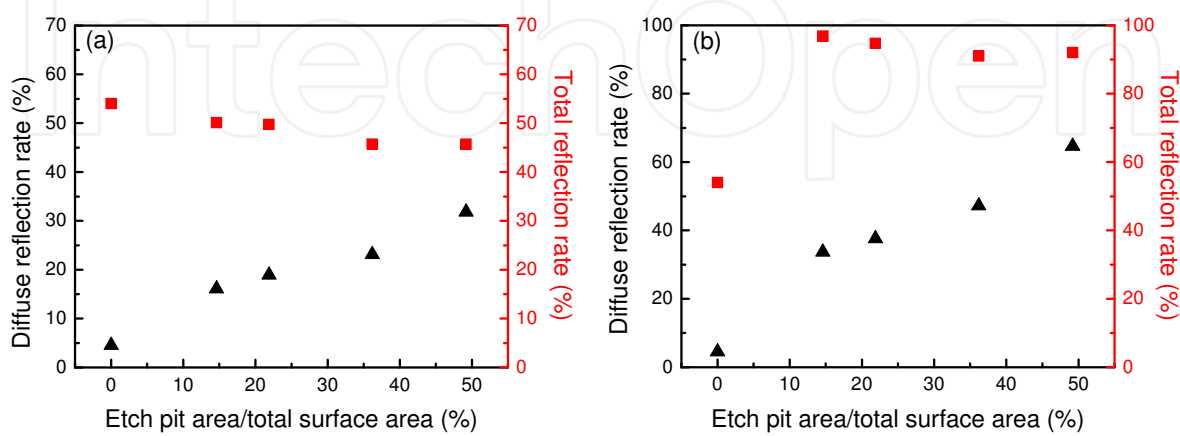 IntechOpen
(a)
70
60
50
40
30
20
10
0
Diffuse reflection rate (%)
70
60
50
40
30
20
10
0
Total reflection rate (%)
0 10 20 30 40 50
Etch pit area/total surface area (%)
(b)
100
80
60
40
20
0
Diffuse reflection rate (%)
100
80
60
40
20
0
Total reflection rate (%)
0 10 20 30 40 50
Etch pit area/total surface area (%)